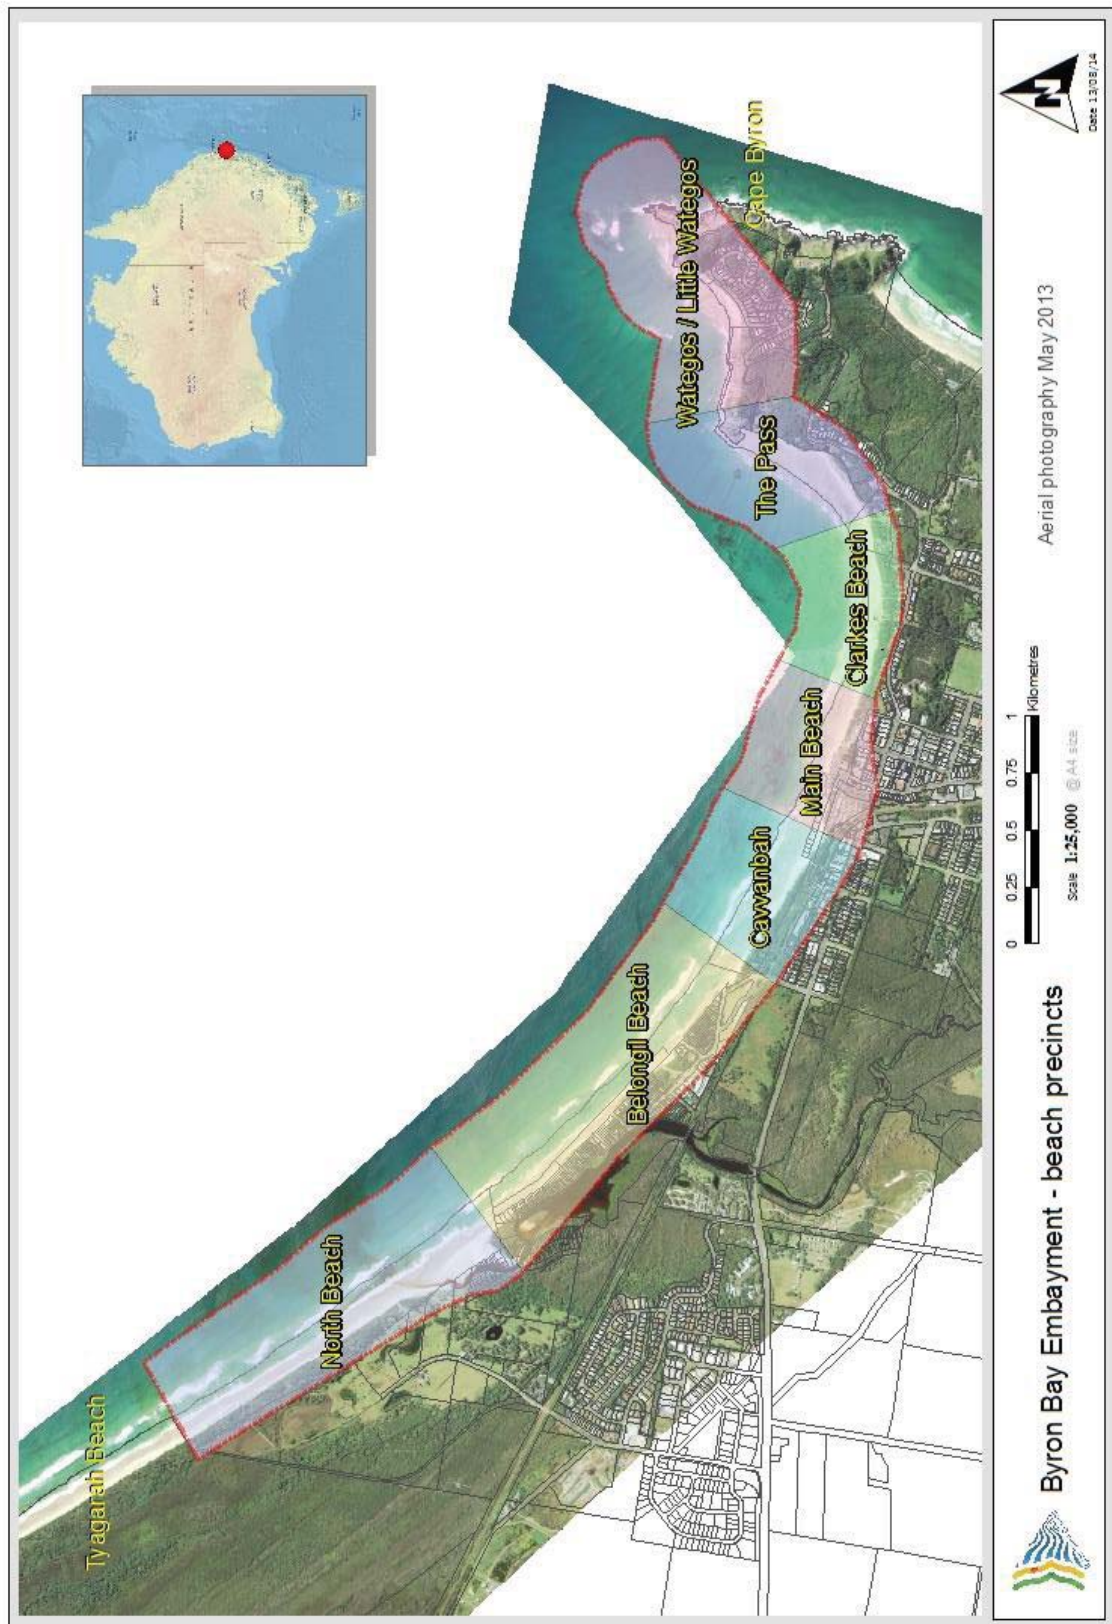 Tyagarah Beach
North Beach
Belongil Beach
Cavvanbah
Main Beach
Clarkes Beach
The Pass
Wategos / Little Wategos
Cape Byron
Byron Bay Embayment - beach precincts
0 0.25 0.5 0.75 1
Kilometres
Scale 1:25,000 @ A4 size
Aerial photography May 2013
N
Date 13/08/14